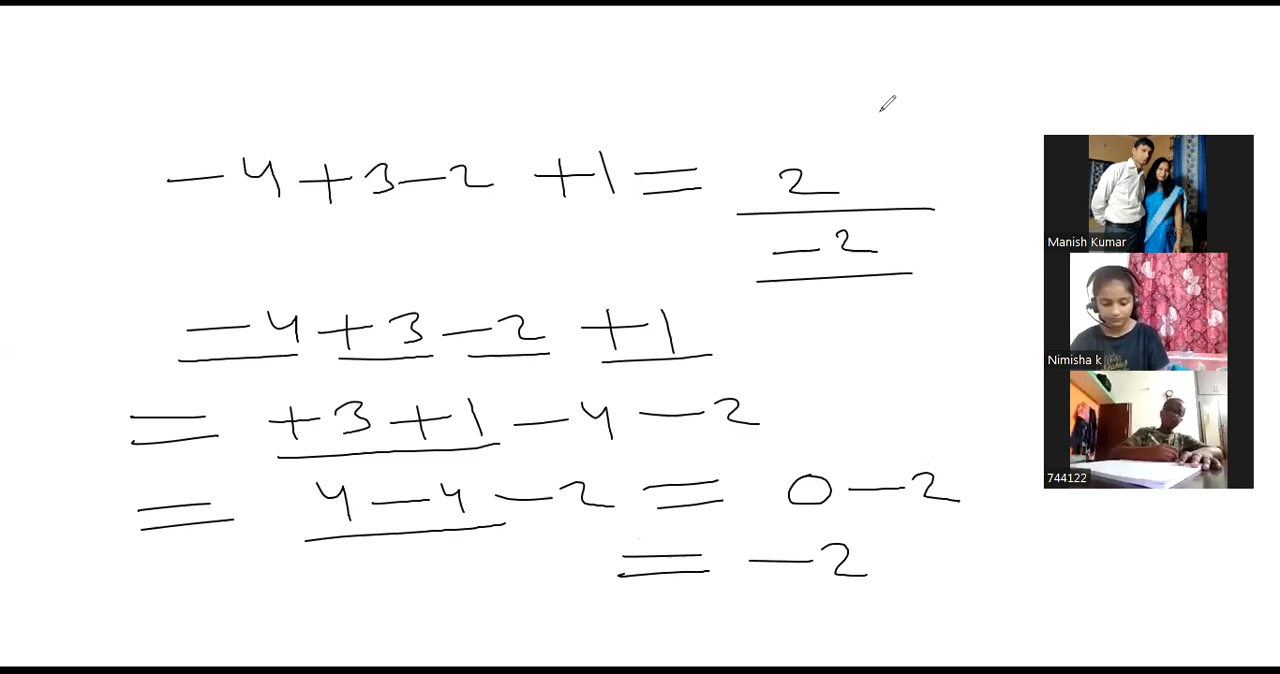 -4+3-2 +1= 2
-2
-4+3-2 +1
= +3+1-4-2
= 4-4-2 = 0-2
= -2
Manish Kumar
Nimisha k
744122